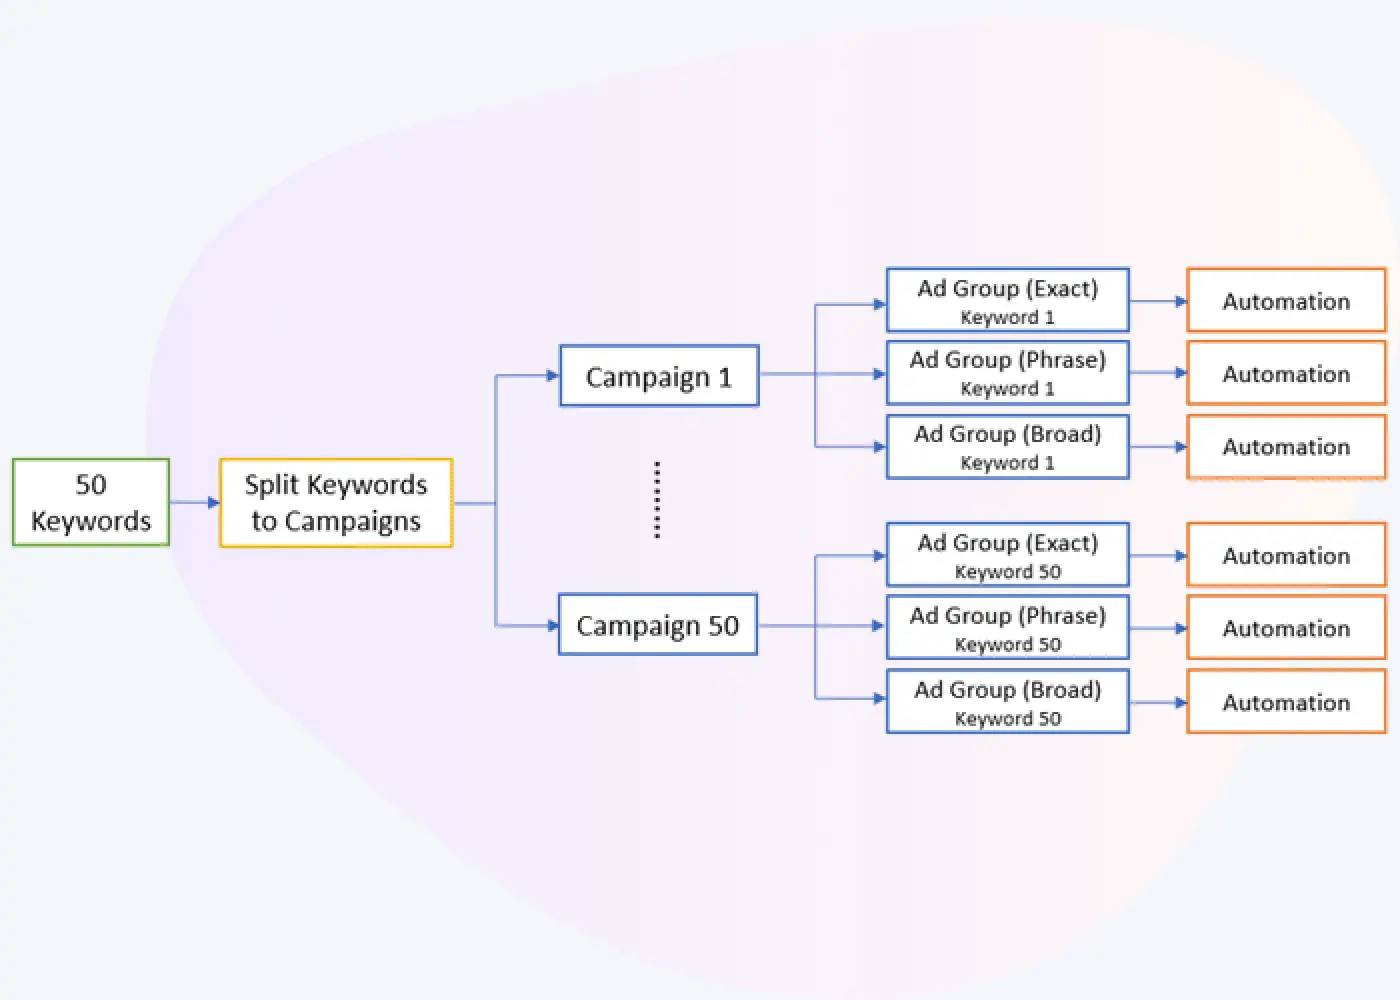 50
Keywords
Split Keywords
to Campaigns
Campaign 1
Ad Group (Exact)
Keyword 1
Automation
Ad Group (Phrase)
Keyword 1
Automation
Ad Group (Broad)
Keyword 1
Automation
Campaign 50
Ad Group (Exact)
Keyword 50
Automation
Ad Group (Phrase)
Keyword 50
Automation
Ad Group (Broad)
Keyword 50
Automation